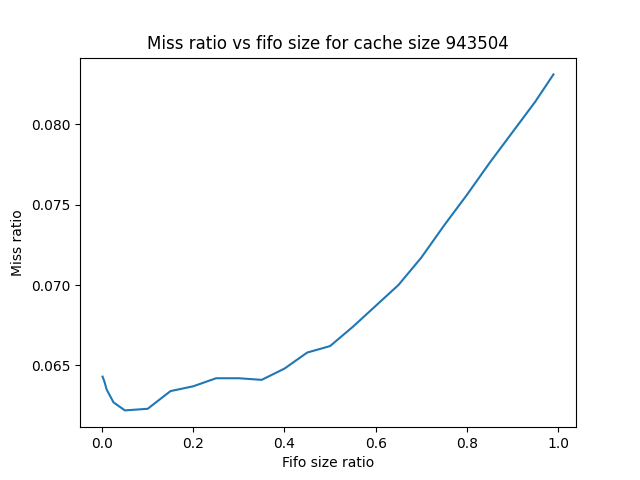 Miss ratio vs fifo size for cache size 943504
0.080
0.075
0.070
0.065
Miss ratio
0.0 0.2 0.4 0.6 0.8 1.0
Fifo size ratio